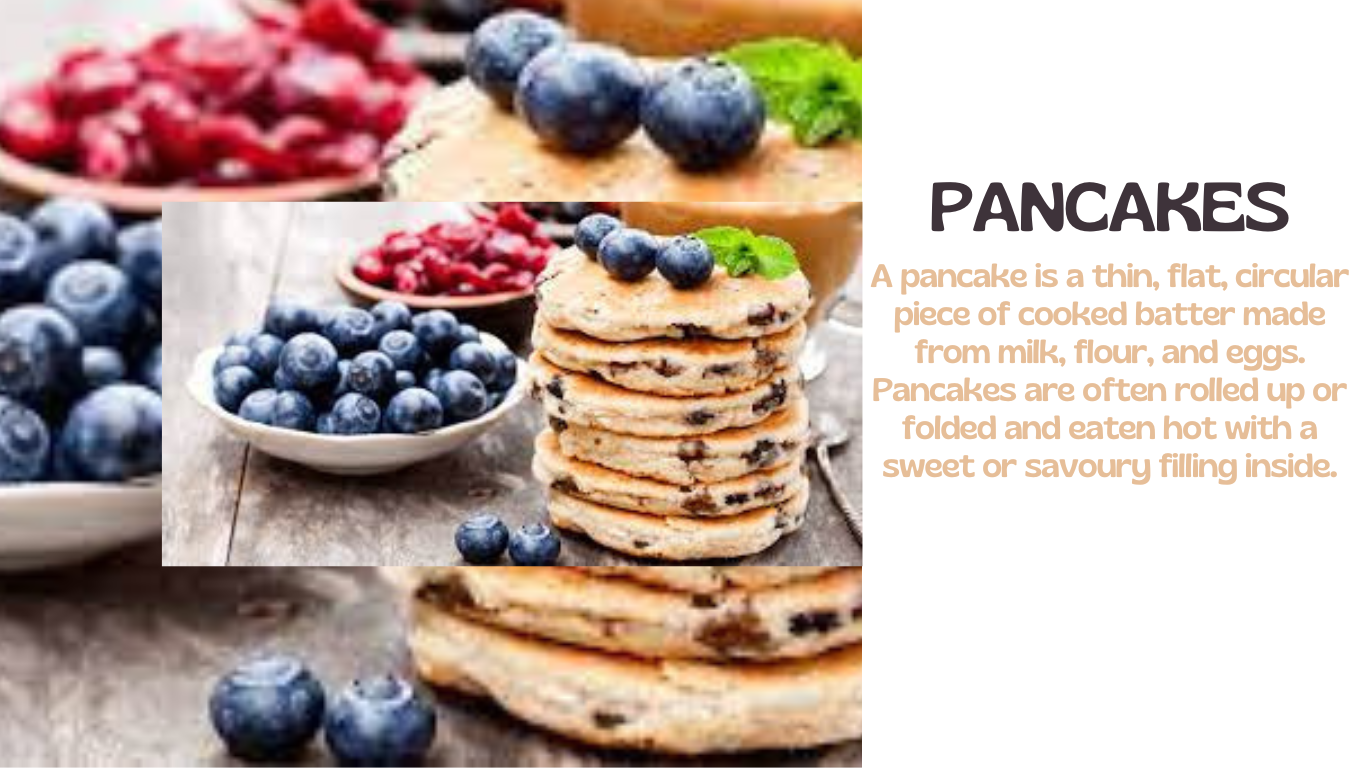 PANCAKES
A pancake is a thin, flat, circular
piece of cooked batter made
from milk, flour, and eggs.
Pancakes are often rolled up or
folded and eaten hot with a
sweet or savoury filling inside.